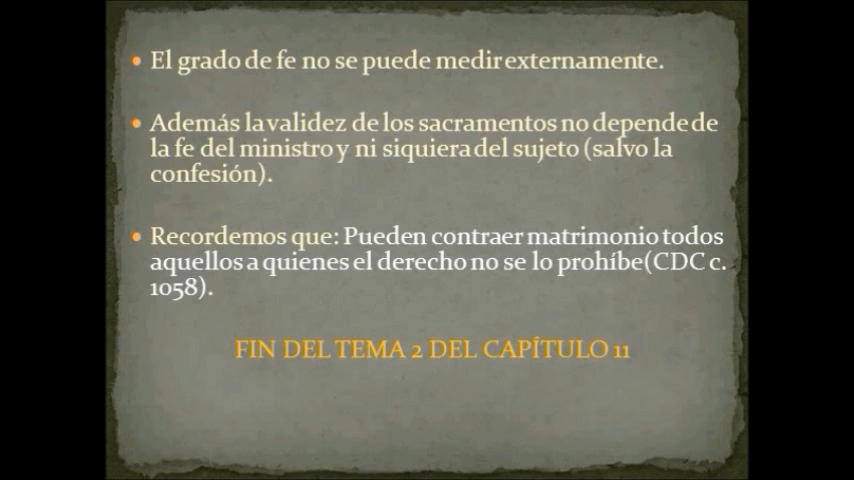 • El grado de fe no se puede medir externamente.
• Además la validez de los sacramentos no depende de
la fe del ministro y ni siquiera del sujeto (salvo la
confesión).
• Recordemos que: Pueden contraer matrimonio todos
aquellos a quienes el derecho no se lo prohíbe(CDC c.
1058).
FIN DEL TEMA 2 DEL CAPÍTULO 11